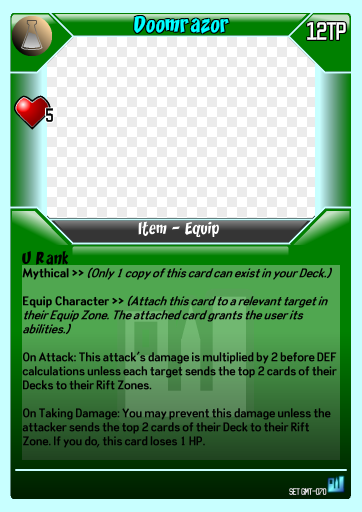 Doomrazor
12TP
5
Item - Equip
U Rank
Mythical >> (Only 1 copy of this card can exist in your Deck.)
Equip Character >> (Attach this card to a relevant target in
their Equip Zone. The attached card grants the user its
abilities.)
On Attack: This attack's damage is multiplied by 2 before DEF
calculations unless each target sends the top 2 cards of their
Decks to their Rift Zones.
On Taking Damage: You may prevent this damage unless the
attacker sends the top 2 cards of their Deck to their Rift
Zone. If you do, this card loses 1 HP.
SET GMT-070